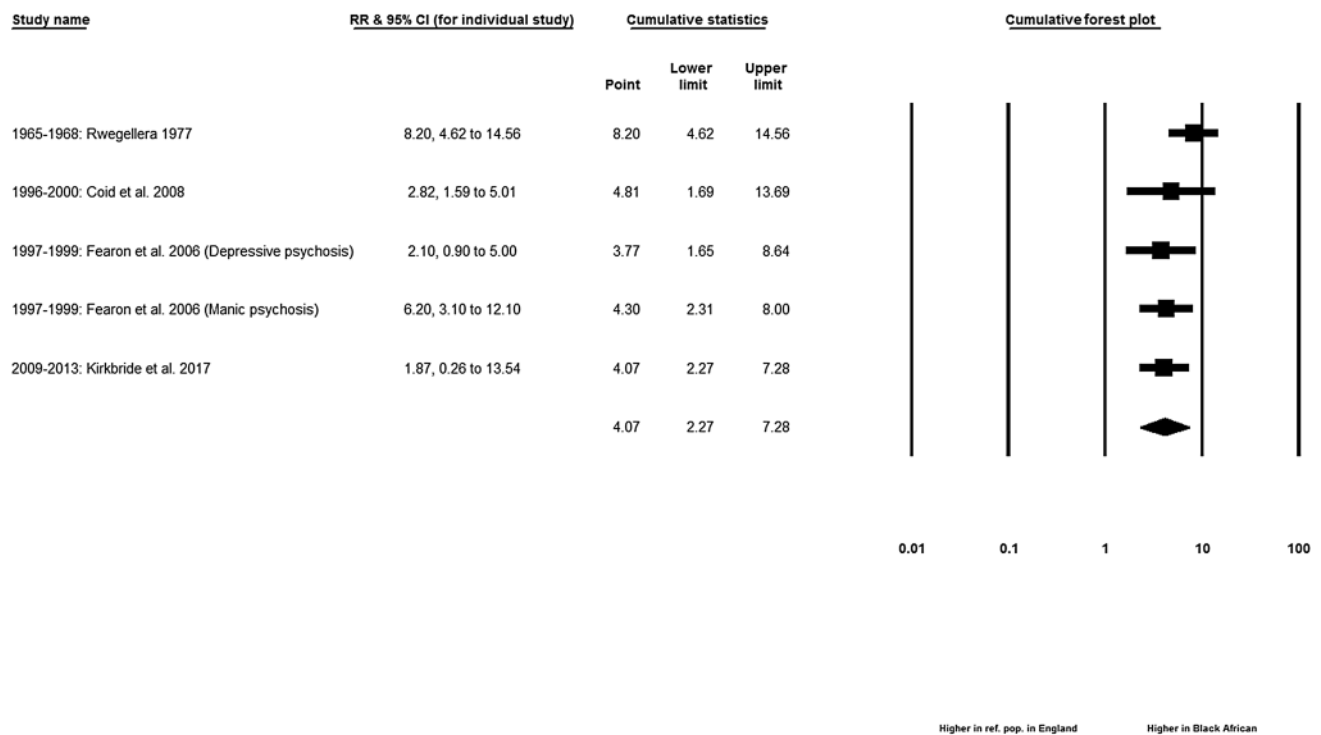 Study name RR & 95% CI (for individual study) Cumulative statistics Cumulative forest plot
Point Lower limit Upper limit
1965-1968: Rwegellera 1977 8.20, 4.62 to 14.56 8.20 4.62 14.56
1996-2000: Coid et al. 2008 2.82, 1.59 to 5.01 4.81 1.69 13.69
1997-1999: Fearon et al. 2006 (Depressive psychosis) 2.10, 0.90 to 5.00 3.77 1.65 8.64
1997-1999: Fearon et al. 2006 (Manic psychosis) 6.20, 3.10 to 12.10 4.30 2.31 8.00
2009-2013: Kirkbride et al. 2017 1.87, 0.26 to 13.54 4.07 2.27 7.28
4.07 2.27 7.28
0.01 0.1 1 10 100
Higher in ref. pop. in England Higher in Black African